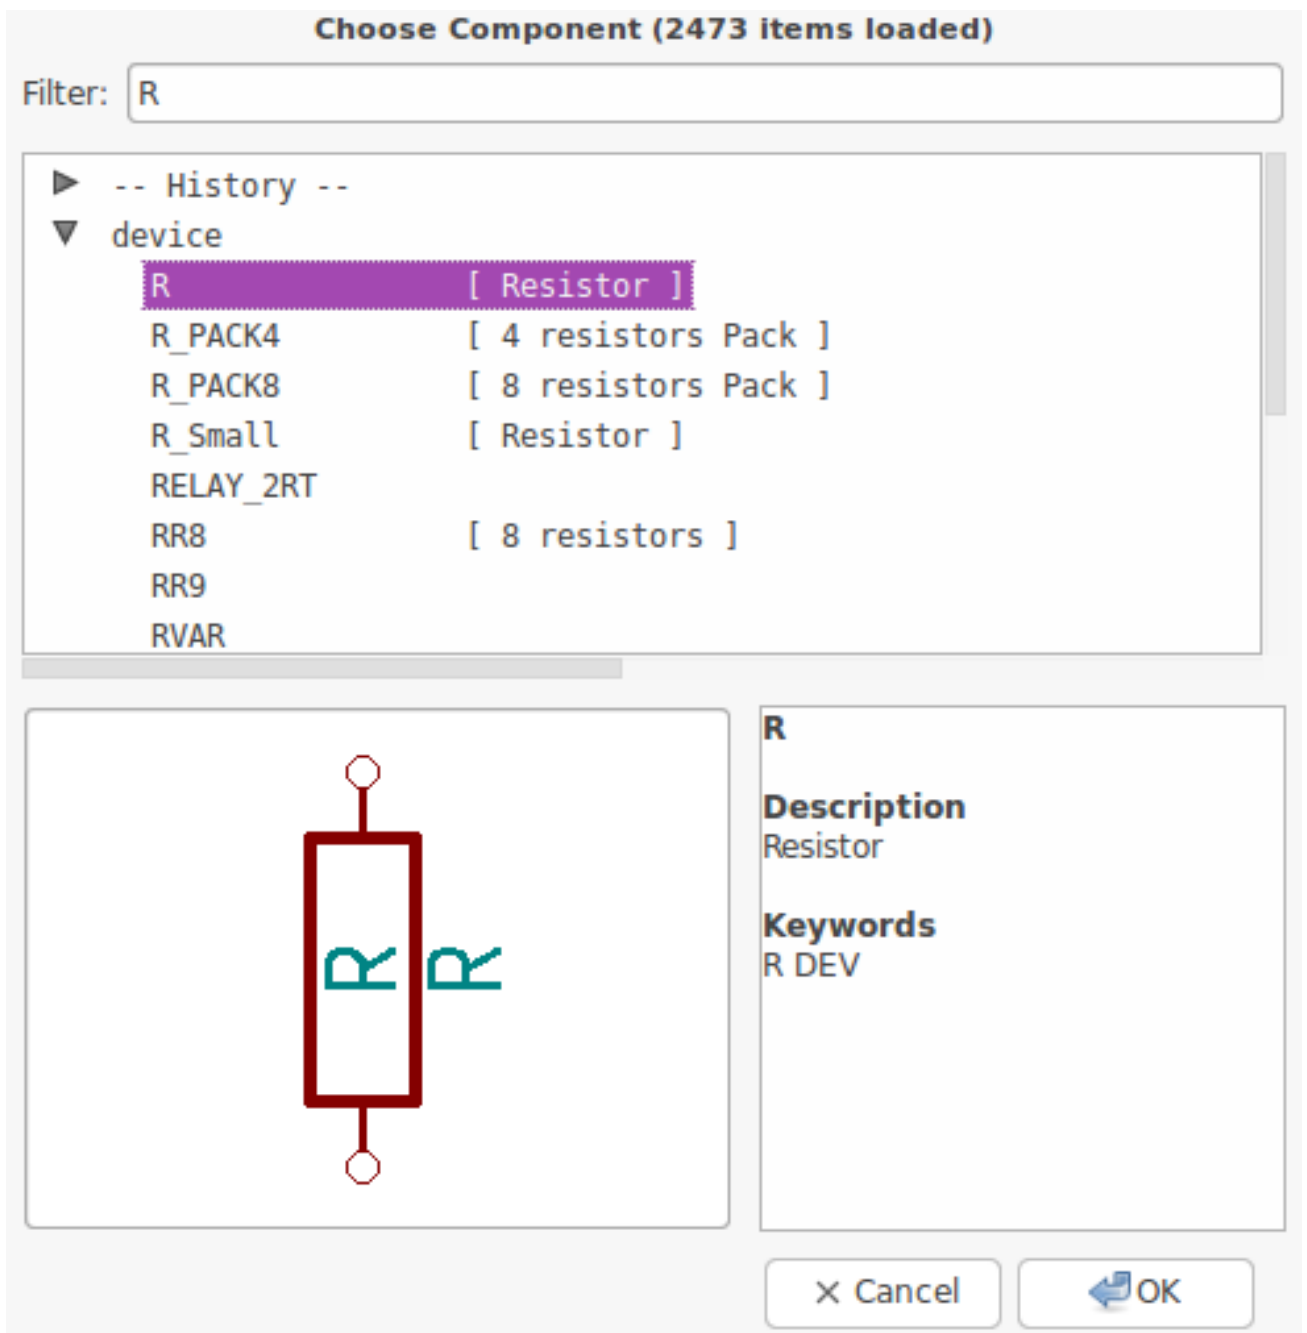 Choose Component (2473 items loaded)
Filter: R
-- History --
device
R [ Resistor ]
R_PACK4 [ 4 resistors Pack ]
R_PACK8 [ 8 resistors Pack ]
R_Small [ Resistor ]
RELAY_2RT
RR8 [ 8 resistors ]
RR9
RVAR
R R
R
Description
Resistor
Keywords
R DEV
Cancel OK